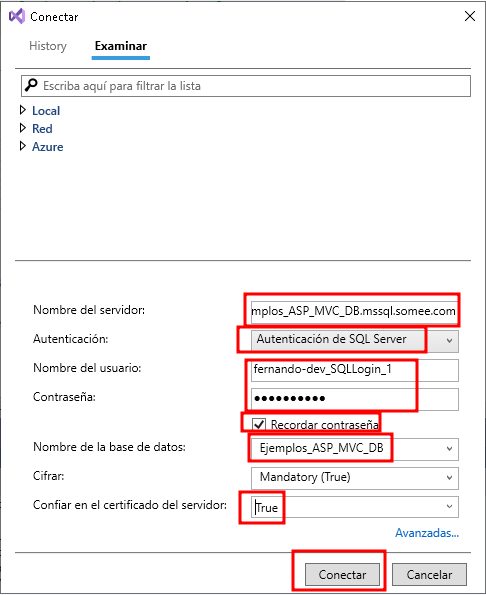 Conectar
History Examinar
Escriba aquí para filtrar la lista
Local
Red
Azure
Nombre del servidor: mplos_ASP_MVC_DB.mssql.somee.com
Autenticación: Autenticación de SQL Server
Nombre del usuario: fernando-dev_SQLLogin_1
Contraseña: ●●●●●●●●●●
Recordar contraseña
Nombre de la base de datos: Ejemplos_ASP_MVC_DB
Cifrar: Mandatory (True)
Confiar en el certificado del servidor: True
Avanzadas...
Conectar Cancelar